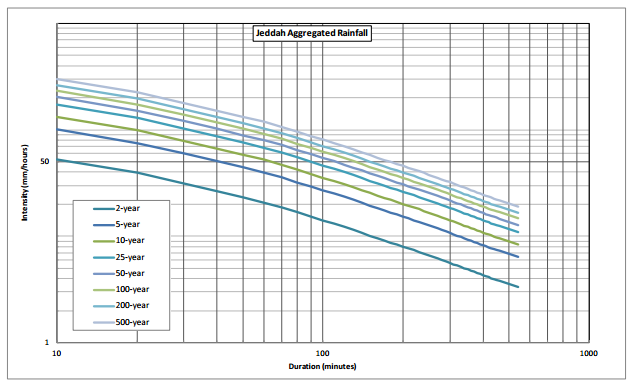 Jeddah Aggregated Rainfall
Intensity (mm/hours)
50
1
2-year
5-year
10-year
25-year
50-year
100-year
200-year
500-year
10
100
1000
Duration (minutes)